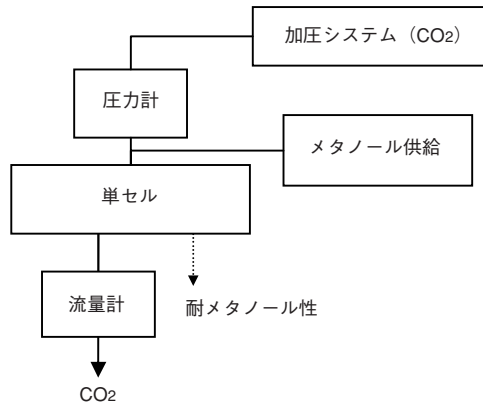 加圧システム（CO2）
圧力計
メタノール供給
単セル
流量計
耐メタノール性
CO2